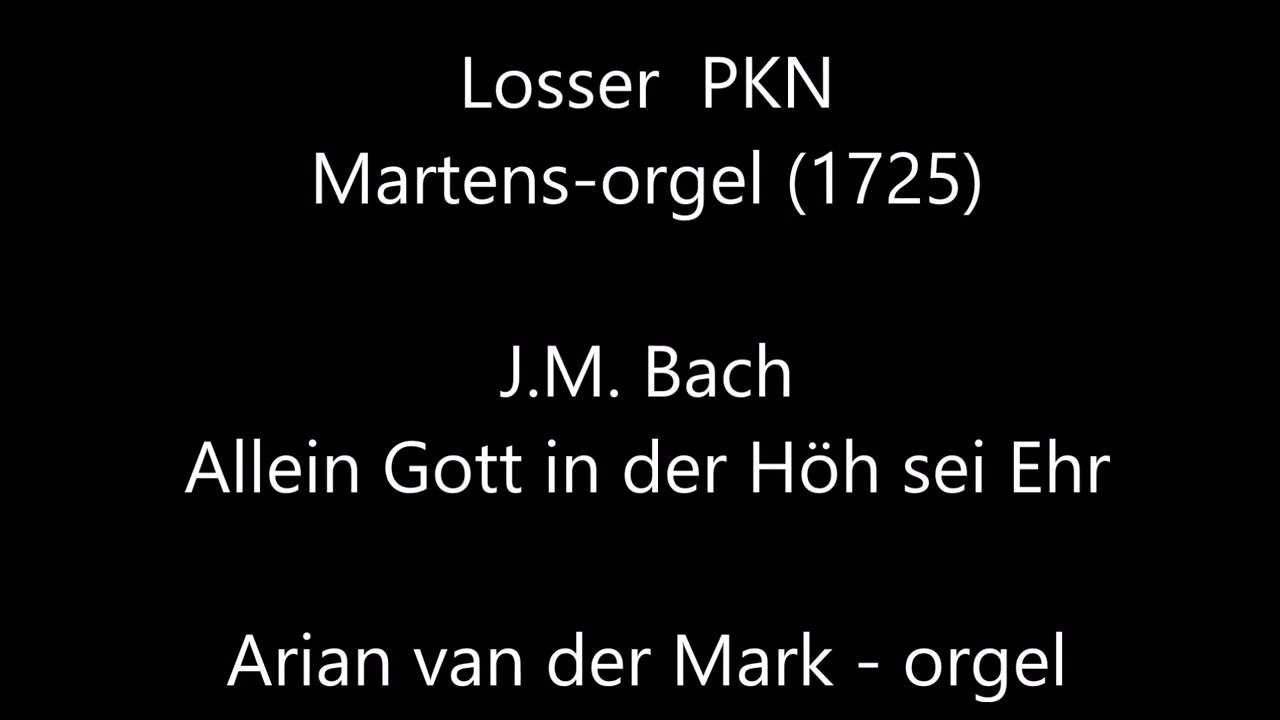 Losser  PKN
Martens-orgel (1725)
J.M. Bach
Allein Gott in der Höh sei Ehr
Arian van der Mark - orgel